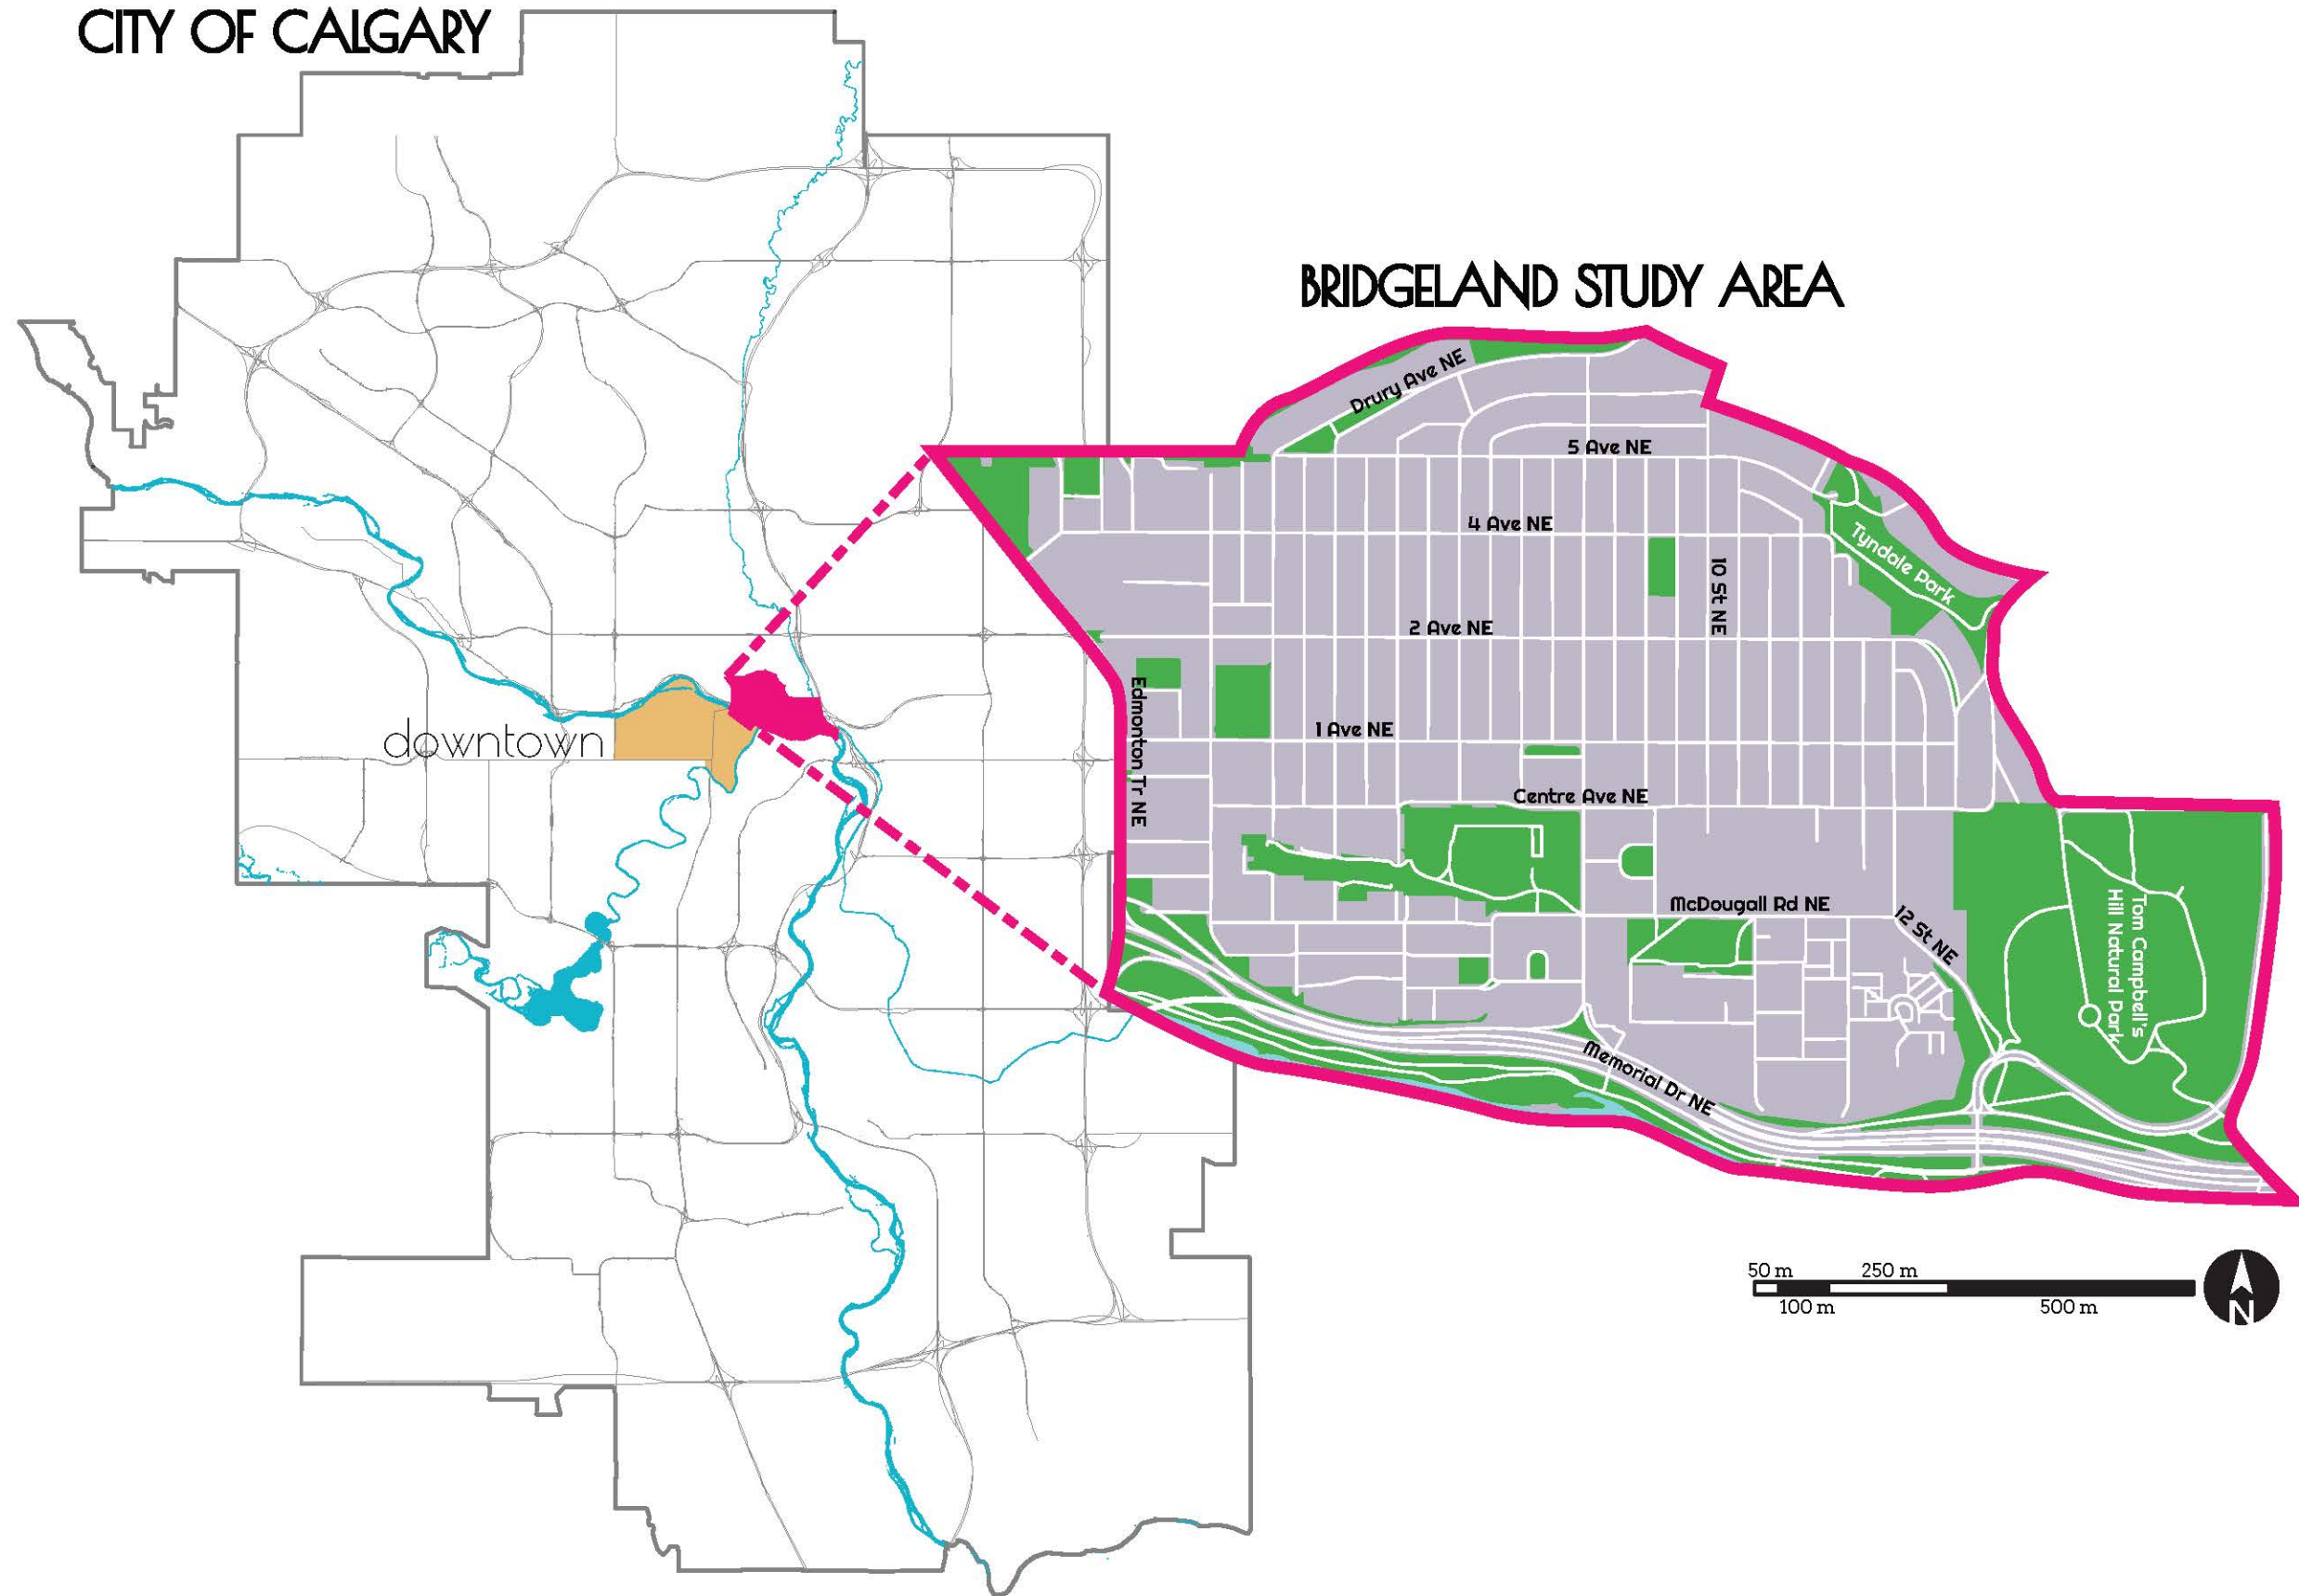 CITY OF CALGARY
BRIDGELAND STUDY AREA
Drury Ave NE
5 Ave NE
4 Ave NE
Tyndale Park
10 St NE
2 Ave NE
Edmonton Tr NE
1 Ave NE
downtown
Centre Ave NE
McDougall Rd NE
12 St NE
Tom Campbell's
Hill Natural Park
Memorial Dr NE
50 m
250 m
100 m
500 m
N